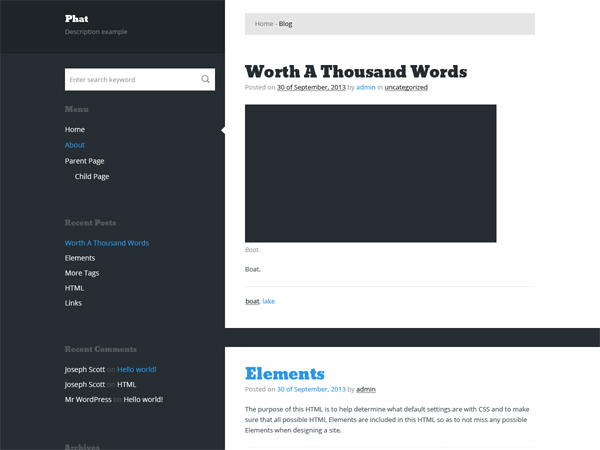 Phat
Description example
Enter search keyword
Menu
Home
About
Parent Page
Child Page
Recent Posts
Worth A Thousand Words
Elements
More Tags
HTML
Links
Recent Comments
Joseph Scott on Hello world!
Joseph Scott on HTML
Mr WordPress on Hello world!
Archives
Home - Blog
Worth A Thousand Words
Posted on 30 of September, 2013 by admin in uncategorized
Boat.
Boat.
boat, lake
Elements
Posted on 30 of September, 2013 by admin
The purpose of this HTML is to help determine what default settings are with CSS and to make
sure that all possible HTML Elements are included in this HTML so as to not miss any possible
Elements when designing a site.